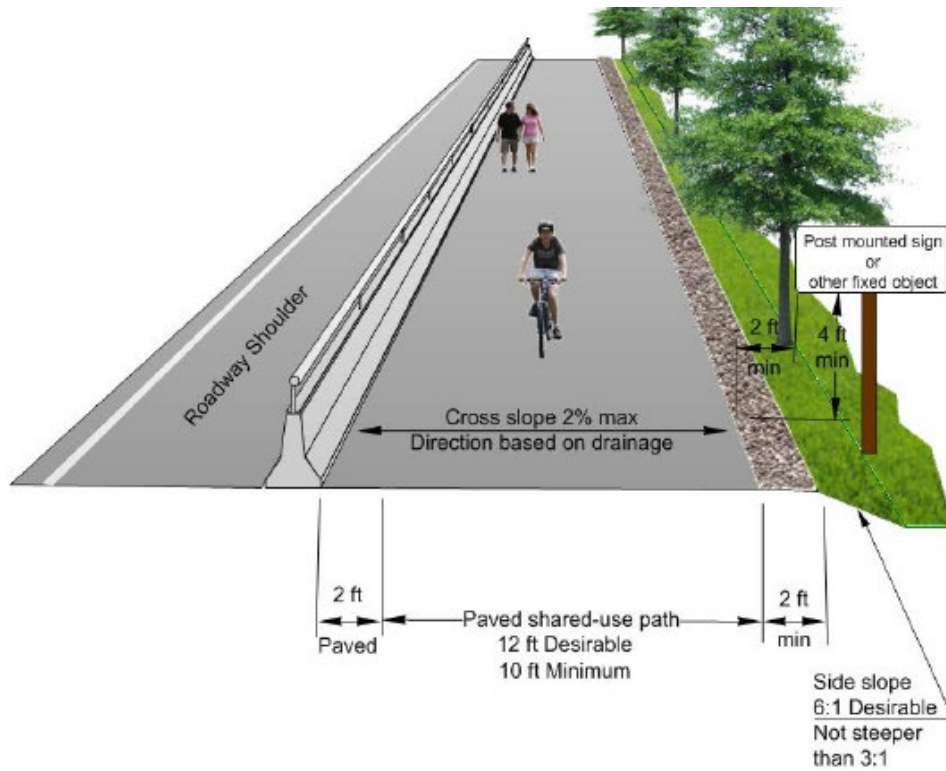 Post mounted sign
or
other fixed object
2 ft
min
4 ft
min
Roadway Shoulder
Cross slope 2% max
Direction based on drainage
2 ft
Paved
Paved shared-use path
12 ft Desirable
10 ft Minimum
2 ft
min
Side slope
6:1 Desirable
Not steeper
than 3:1